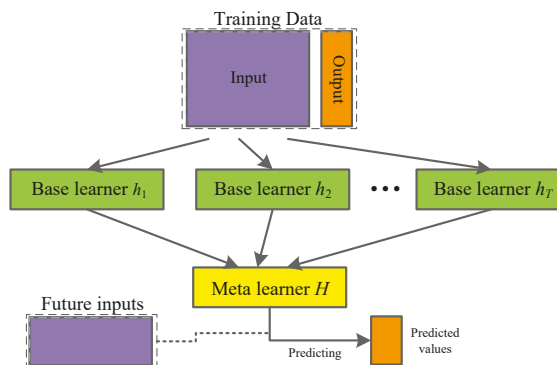 Training Data
Input
Output
Base learner h1
Base learner h2
•••
Base learner hT
Meta learner H
Future inputs
Predicting
Predicted
values